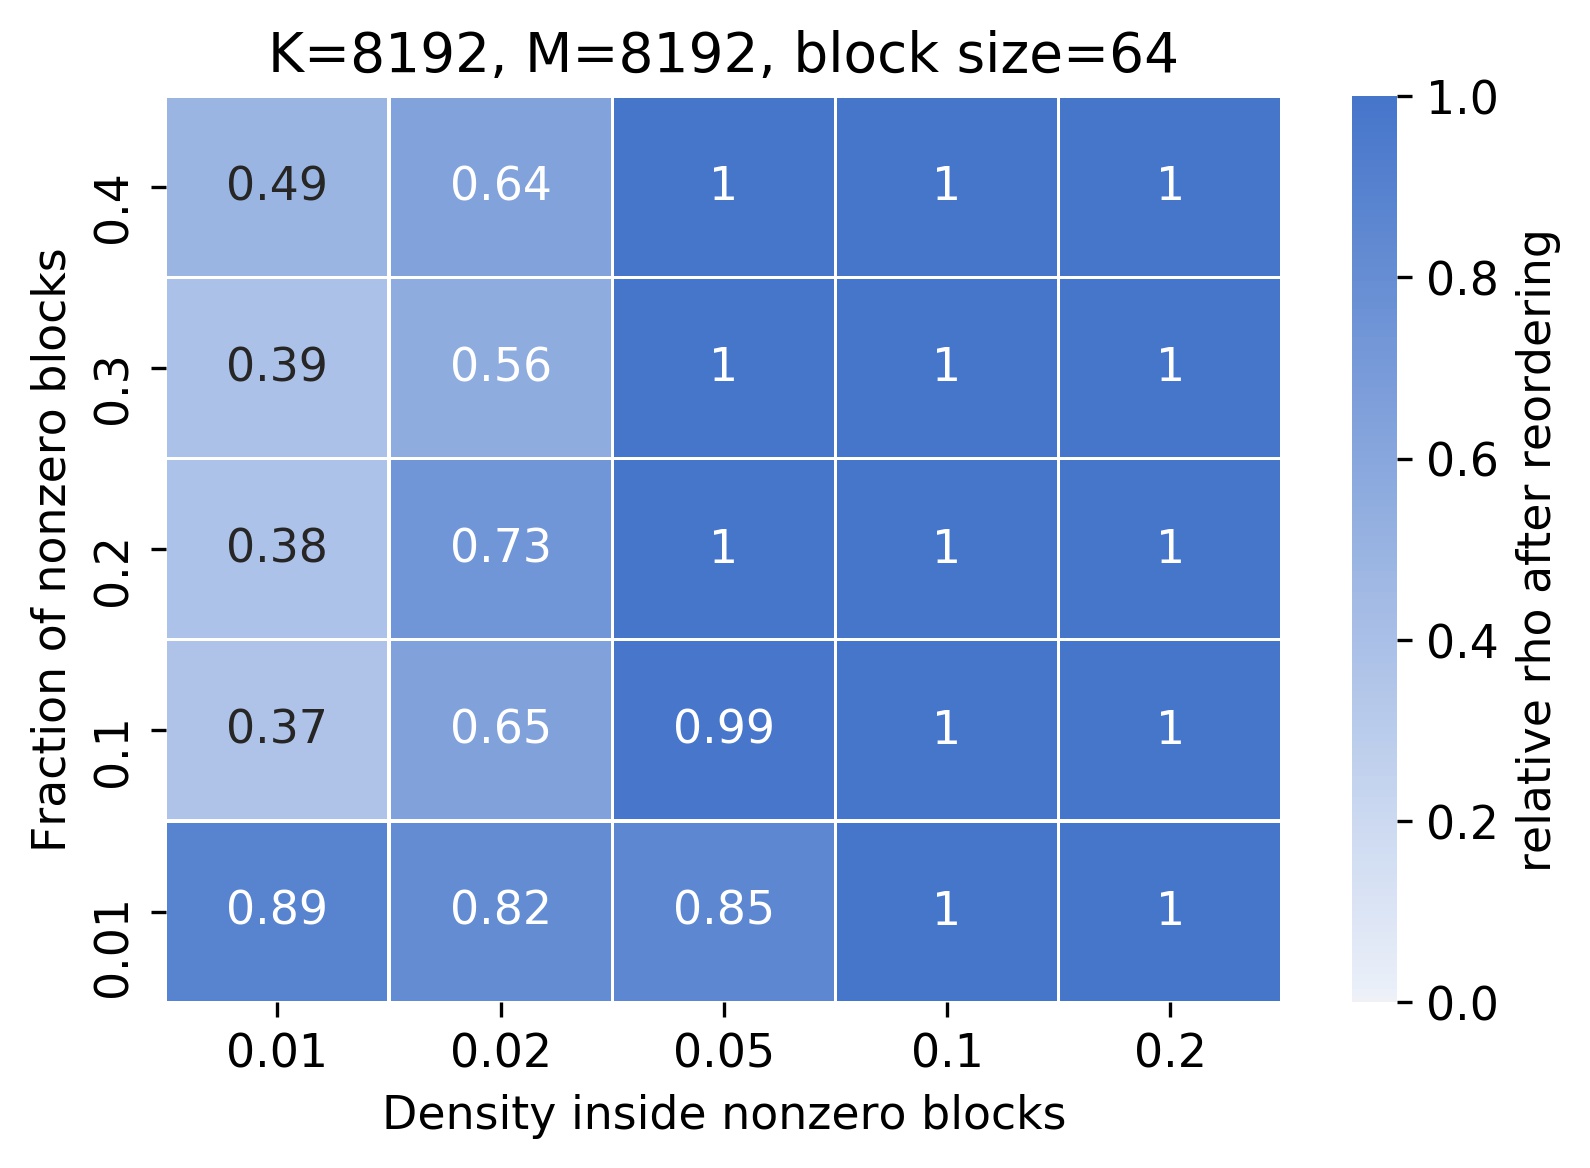 K=8192, M=8192, block size=64
Fraction of nonzero blocks
0.4
0.49 0.64 1 1 1
0.3
0.39 0.56 1 1 1
0.2
0.38 0.73 1 1 1
0.1
0.37 0.65 0.99 1 1
0.01
0.89 0.82 0.85 1 1
0.01 0.02 0.05 0.1 0.2
Density inside nonzero blocks
1.0
0.8
0.6
0.4
0.2
0.0
relative rho after reordering